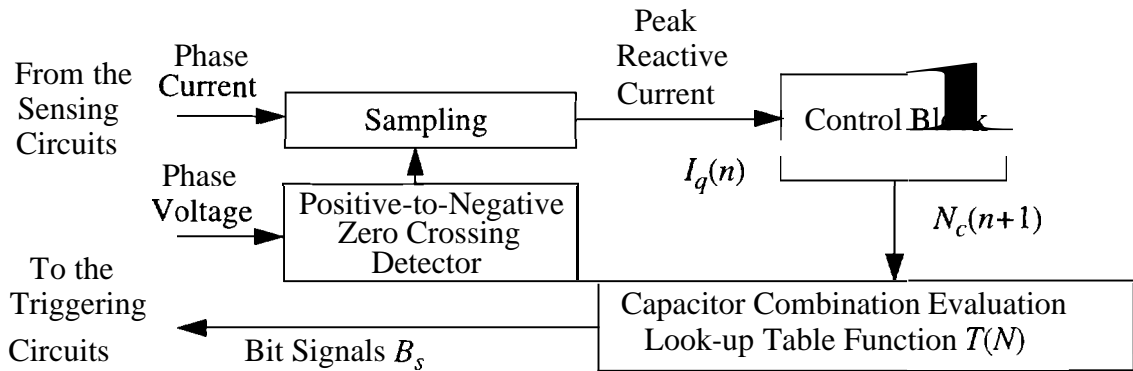 From the
Sensing
Circuits
Phase
Current
Sampling
Peak
Reactive
Current
Control
I_q(n)
Phase
Voltage
Positive-to-Negative
Zero Crossing
Detector
N_c(n+1)
To the
Triggering
Circuits
Bit Signals B_s
Capacitor Combination Evaluation
Look-up Table Function T(N)